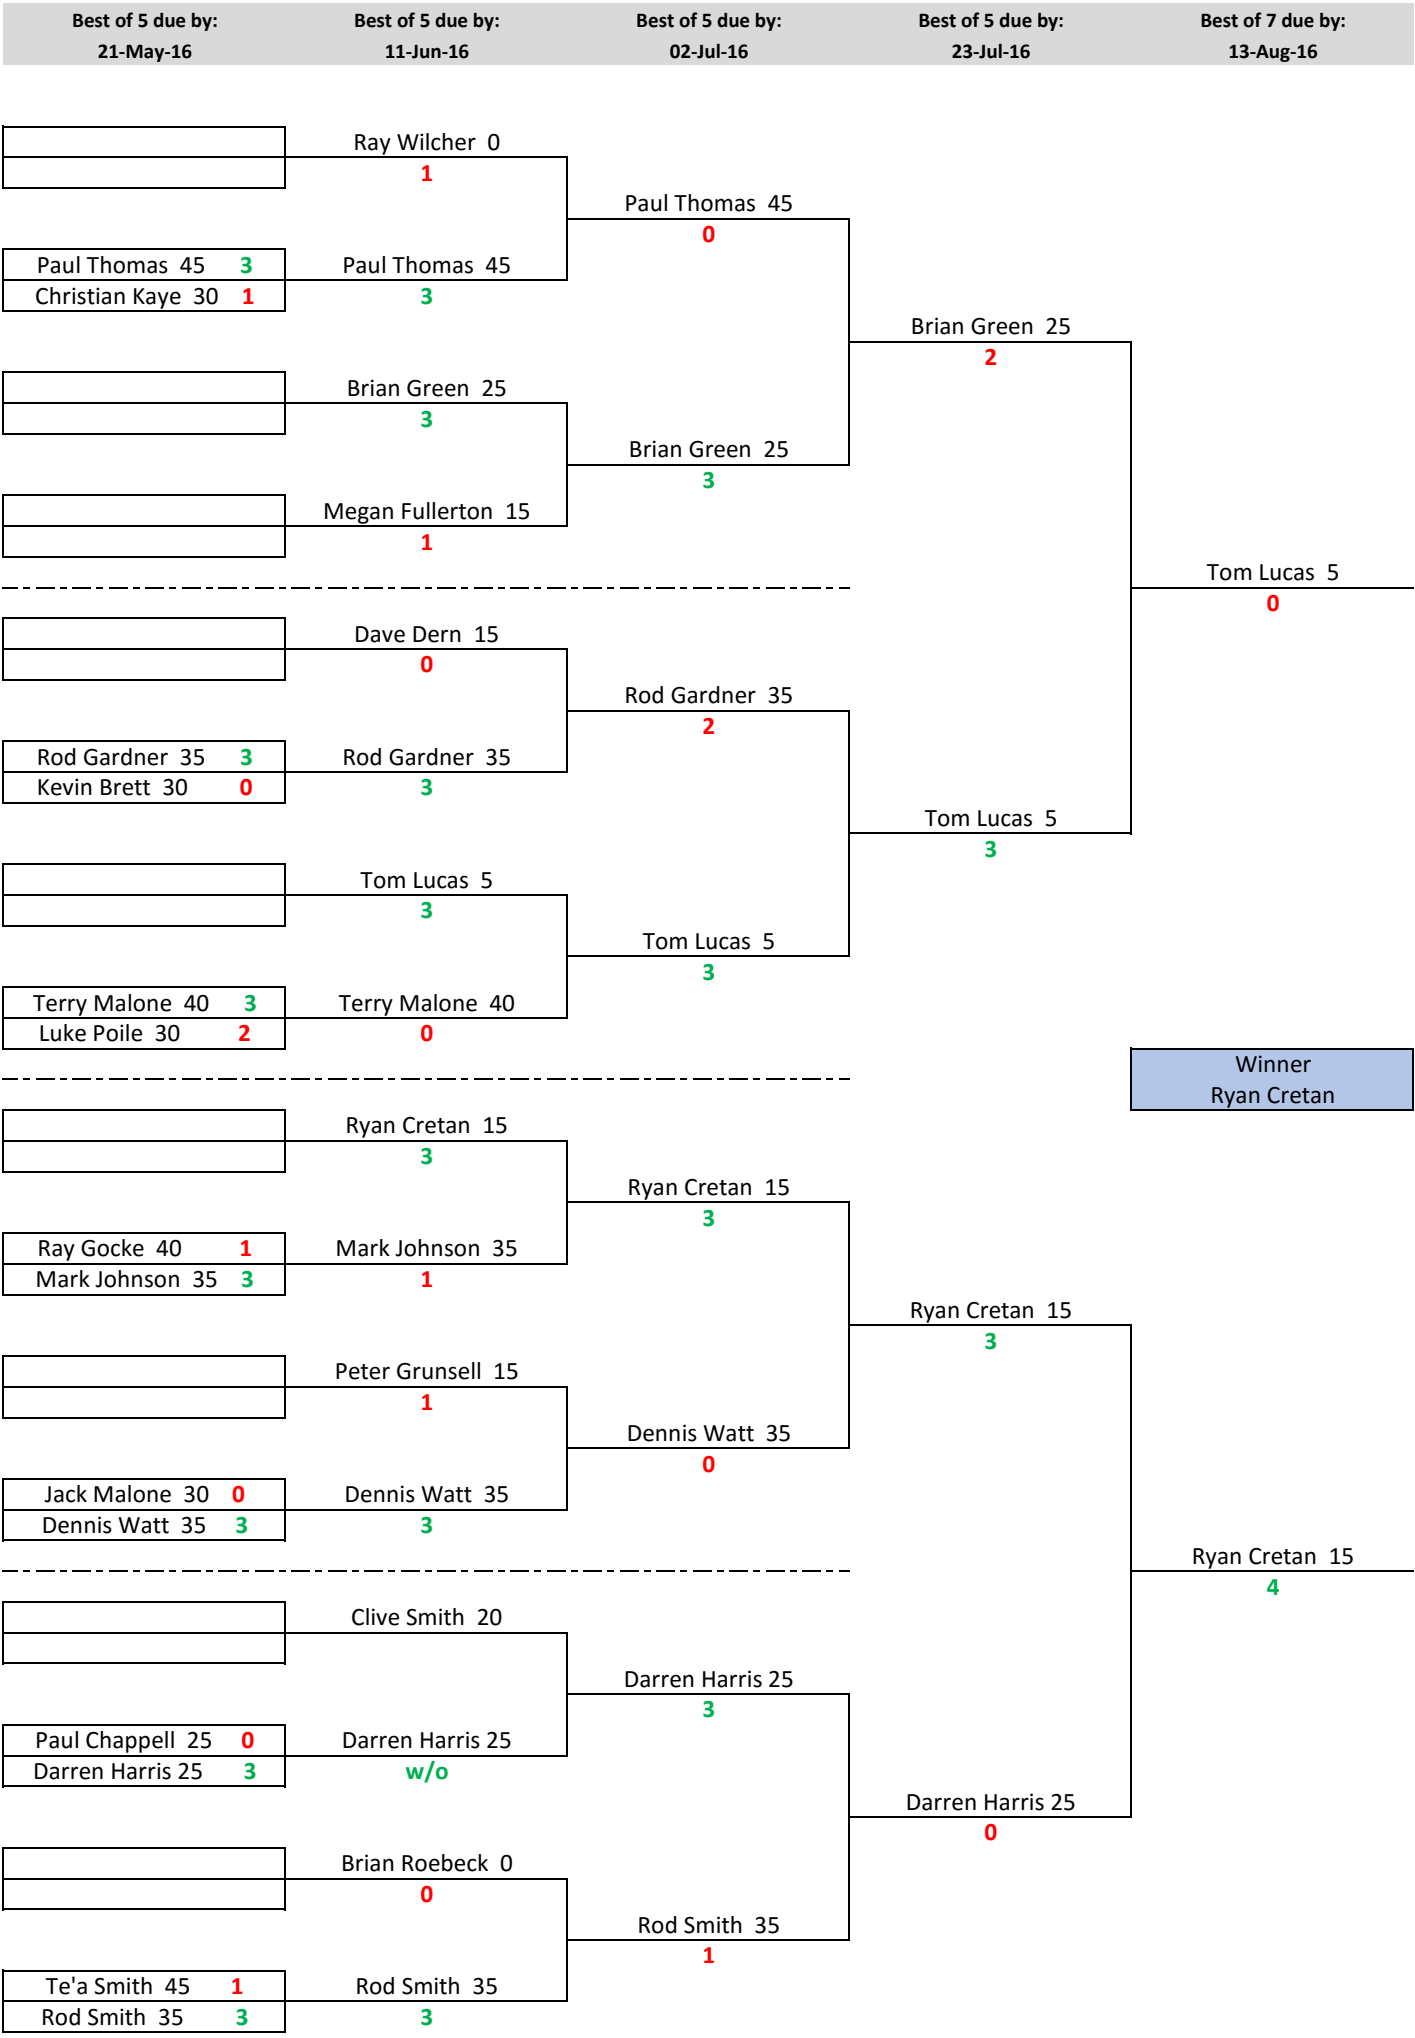 Best of 5 due by: Best of 5 due by: Best of 5 due by: Best of 5 due by: Best of 7 due by:
21-May-16 11-Jun-16 02-Jul-16 23-Jul-16 13-Aug-16
Ray Wilcher 0
1
Paul Thomas 45
0
Paul Thomas 45 3 Paul Thomas 45
Christian Kaye 30 1 3
Brian Green 25
2
Brian Green 25
3
Brian Green 25
3
Megan Fullerton 15
1
Tom Lucas 5
0
Dave Dern 15
0
Rod Gardner 35
2
Rod Gardner 35 3 Rod Gardner 35
Kevin Brett 30 0 3
Tom Lucas 5
3
Tom Lucas 5
3
Tom Lucas 5
3
Terry Malone 40 3 Terry Malone 40
Luke Poile 30 2 0
Winner
Ryan Cretan
Ryan Cretan 15
3
Ryan Cretan 15
3
Ray Gocke 40 1 Mark Johnson 35
Mark Johnson 35 3 1
Ryan Cretan 15
3
Peter Grunsell 15
1
Dennis Watt 35
0
Jack Malone 30 0 Dennis Watt 35
Dennis Watt 35 3 3
Ryan Cretan 15
4
Clive Smith 20
Darren Harris 25
3
Paul Chappell 25 0 Darren Harris 25
Darren Harris 25 3 w/o
Darren Harris 25
0
Brian Roebeck 0
0
Rod Smith 35
1
Te'a Smith 45 1 Rod Smith 35
Rod Smith 35 3 3